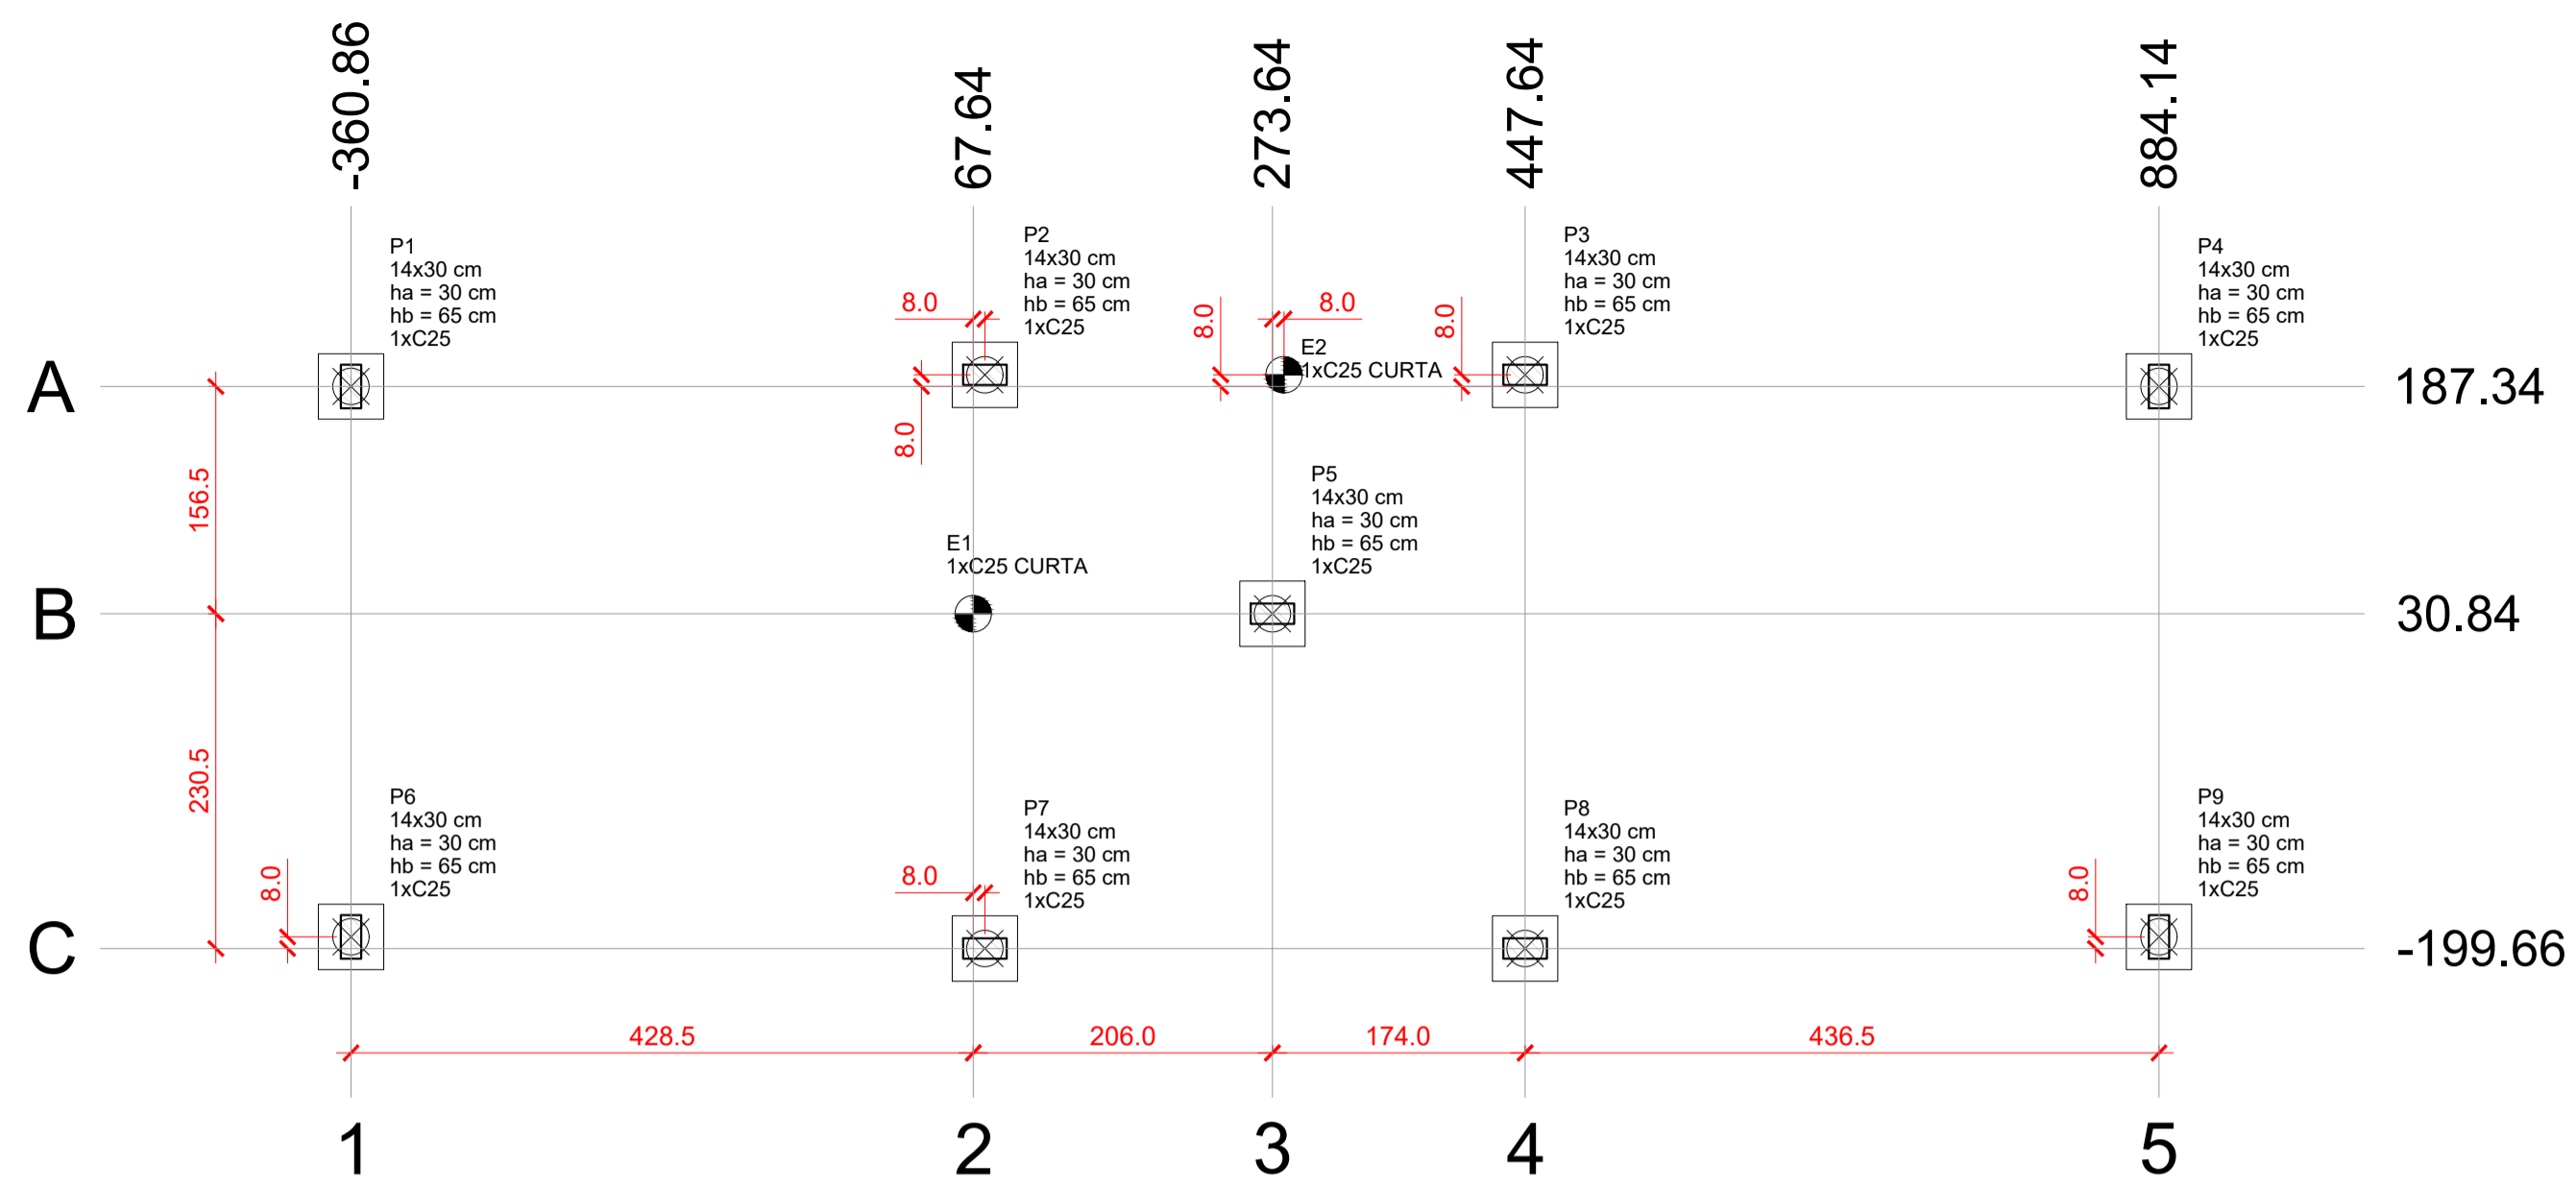 -360.86
67.64
273.64
447.64
884.14
P1
14x30 cm
ha = 30 cm
hb = 65 cm
1xC25
P2
14x30 cm
ha = 30 cm
hb = 65 cm
1xC25
P3
14x30 cm
ha = 30 cm
hb = 65 cm
1xC25
P4
14x30 cm
ha = 30 cm
hb = 65 cm
1xC25
8.0
8.0
8.0
8.0
8.0
E2
1xC25 CURTA
A
187.34
156.5
P5
14x30 cm
ha = 30 cm
hb = 65 cm
1xC25
E1
1xC25 CURTA
B
30.84
230.5
P6
14x30 cm
ha = 30 cm
hb = 65 cm
1xC25
8.0
P7
14x30 cm
ha = 30 cm
hb = 65 cm
1xC25
8.0
P8
14x30 cm
ha = 30 cm
hb = 65 cm
1xC25
P9
14x30 cm
ha = 30 cm
hb = 65 cm
1xC25
8.0
C
-199.66
428.5
206.0
174.0
436.5
1
2
3
4
5